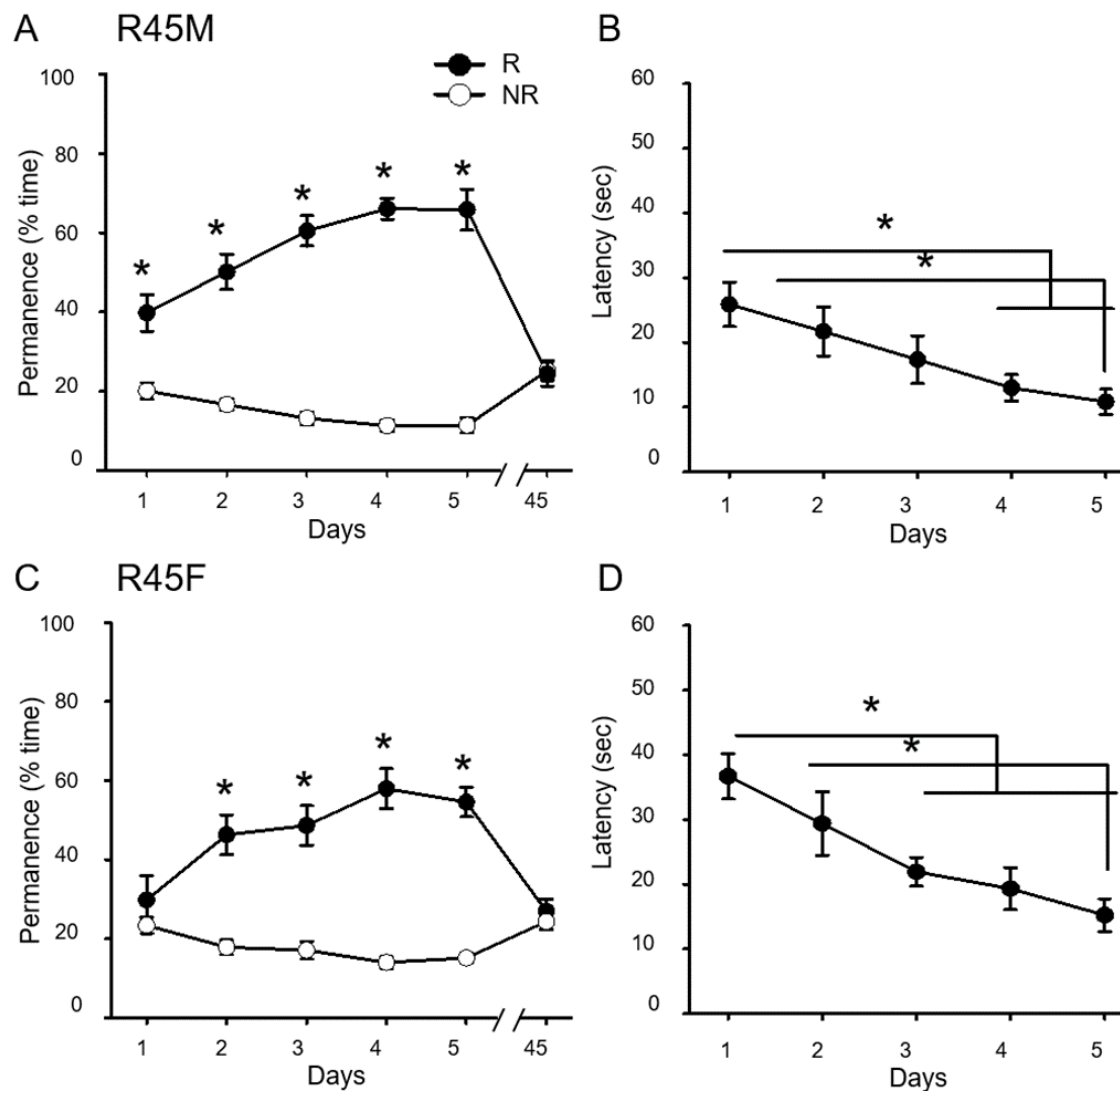 A R45M
R
NR
100
80
60
40
20
0
Permanence (% time)
* * * * *
1 2 3 4 5 45
Days
B
60
50
40
30
20
10
0
Latency (sec)
*
*
1 2 3 4 5
Days
C R45F
100
80
60
40
20
0
Permanence (% time)
* * * *
1 2 3 4 5 45
Days
D
60
50
40
30
20
10
0
Latency (sec)
*
*
1 2 3 4 5
Days